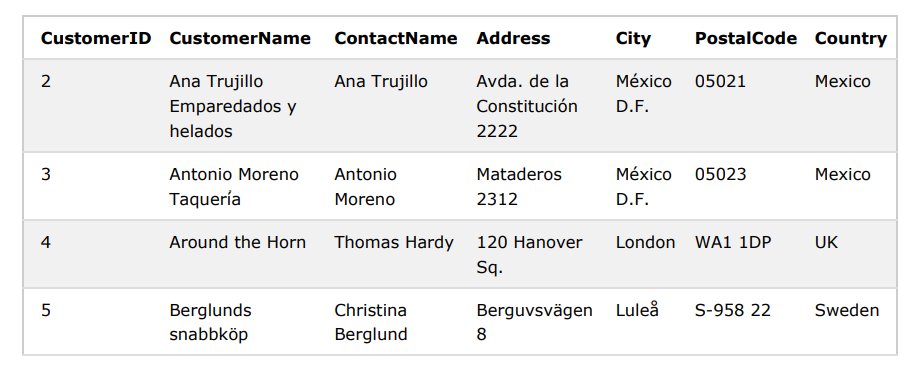 CustomerID CustomerName ContactName Address City PostalCode Country
2 Ana Trujillo Ana Trujillo Avda. de la México 05021 Mexico
Emparedados y Constitución D.F.
helados 2222
3 Antonio Moreno Antonio Mataderos México 05023 Mexico
Taquería Moreno 2312 D.F.
4 Around the Horn Thomas Hardy 120 Hanover London WA1 1DP UK
Sq.
5 Berglunds Christina Berguvsvägen Luleå S-958 22 Sweden
snabbköp Berglund 8